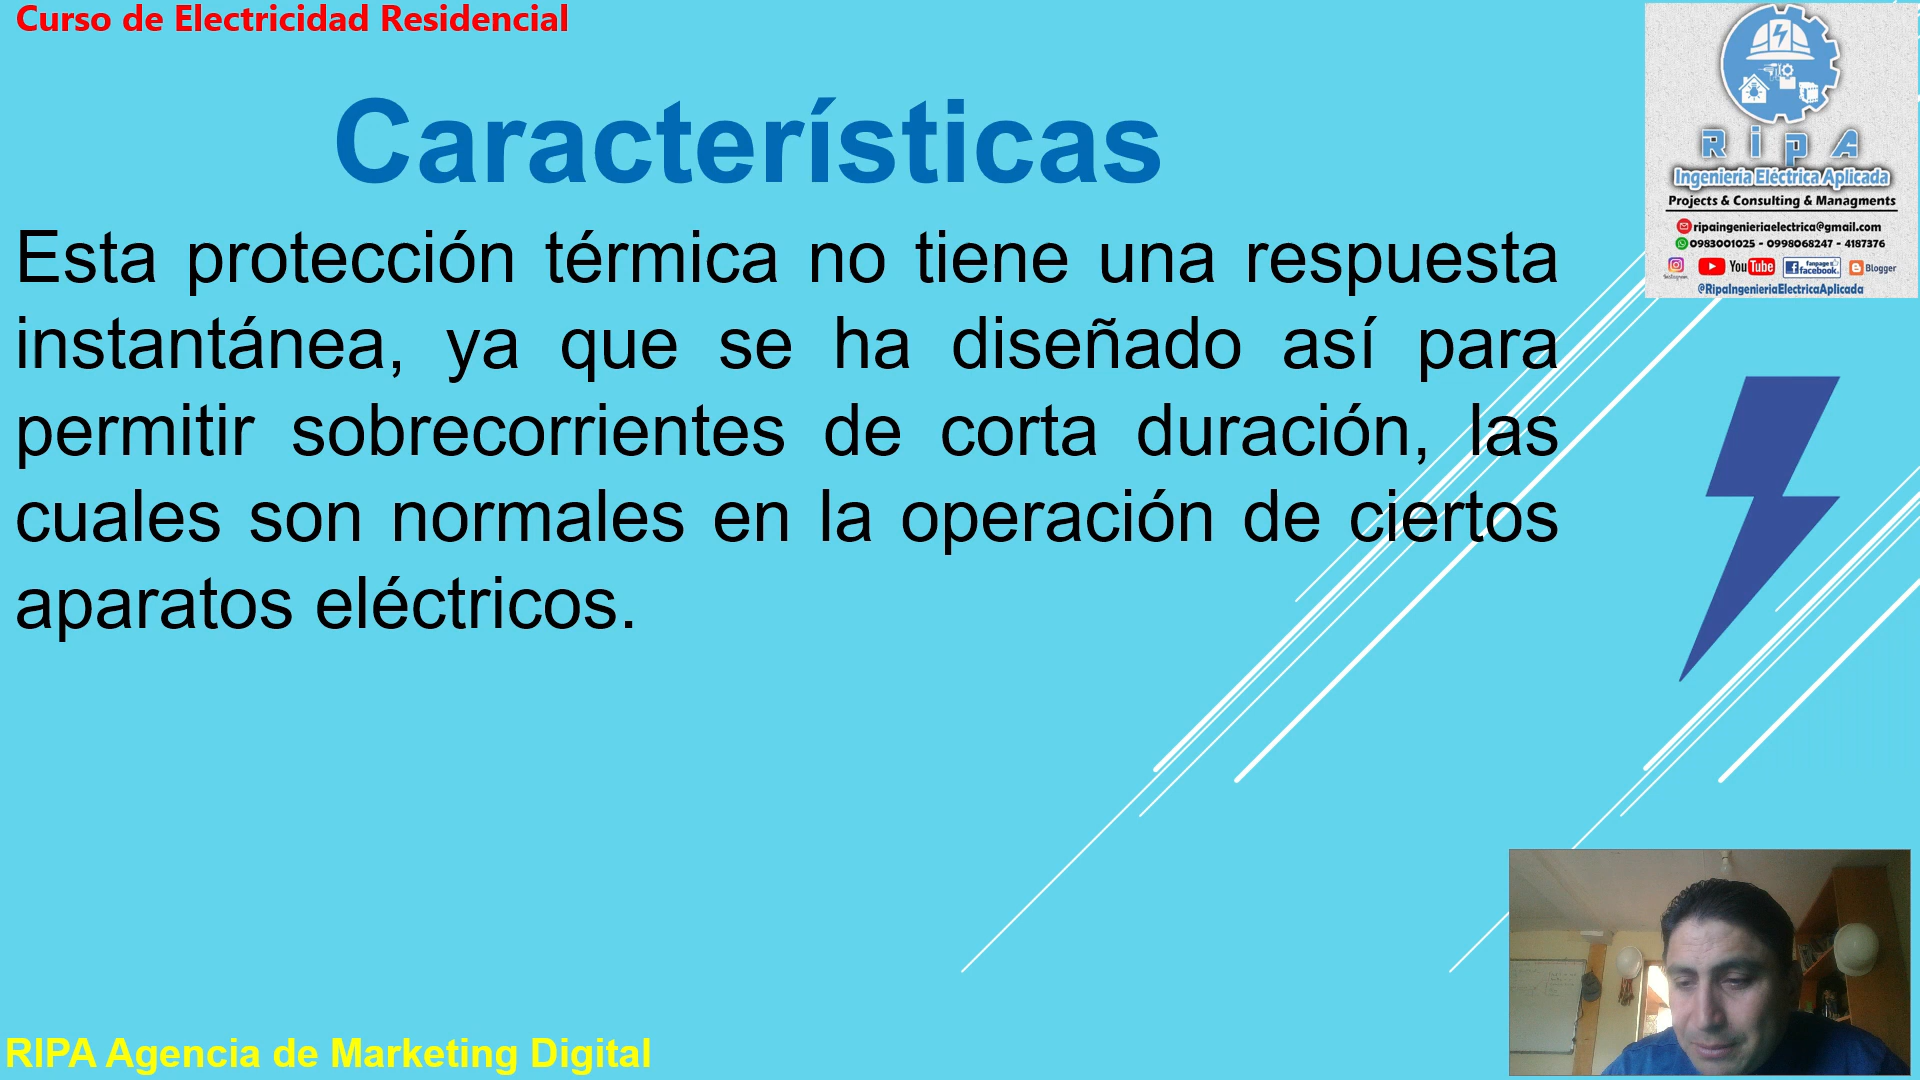 Curso de Electricidad Residencial
Características
Esta protección térmica no tiene una respuesta
instantánea, ya que se ha diseñado así para
permitir sobrecorrientes de corta duración, las
cuales son normales en la operación de ciertos
aparatos eléctricos.
RIPA Agencia de Marketing Digital
RipA
Ingeniería Eléctrica Aplicada
Projects & Consulting & Managments
ripaingenieriaelectrica@gmail.com
0983001025 - 0998068247 - 4187376
YouTube fanpage facebook. Blogger
@RipaIngenieriaElectricaAplicada